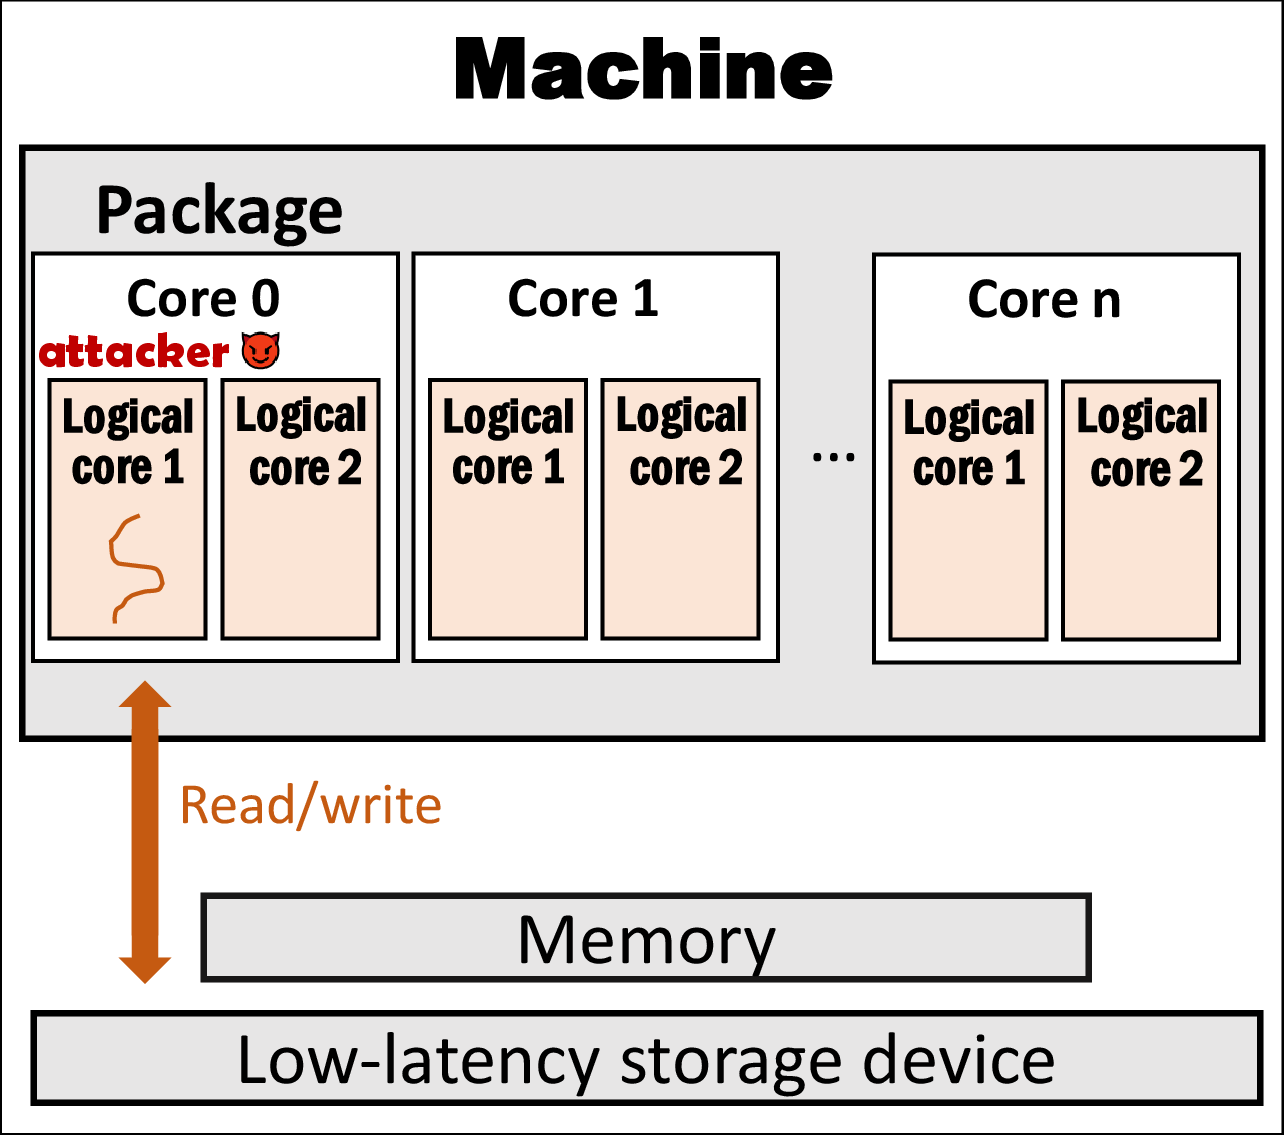 Machine
Package
Core 0
attacker
Logical
core 1
Logical
core 2
Core 1
Logical
core 1
Logical
core 2
...
Core n
Logical
core 1
Logical
core 2
Read/write
Memory
Low-latency storage device